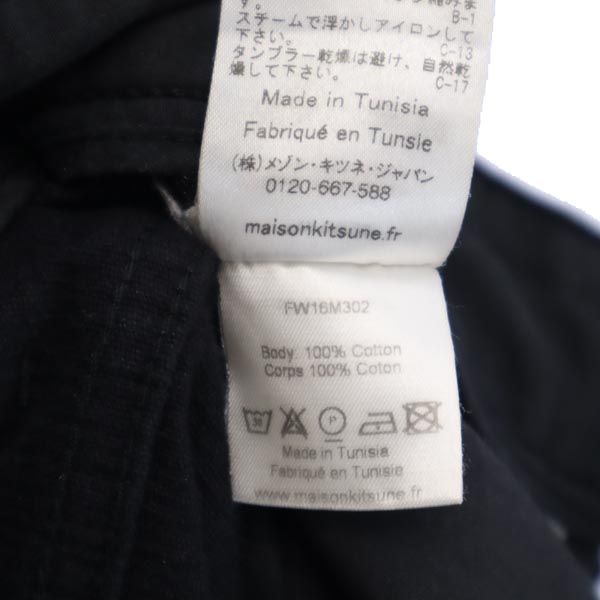 す。
B-1
スチームで浮かしアイロンして
下さい。
C-13
タンブラー乾燥は避け、自然乾
燥して下さい。
C-17
Made in Tunisia
Fabriqué en Tunsie
(株)メゾン・キツネ・ジャパン
0120-667-588
maisonkitsune.fr
FW16M302
Body: 100% Cotton
Corps 100% Coton
30
P
Made in Tunisia
Fabriqué en Tunisie
www.maisonkitsune.fr